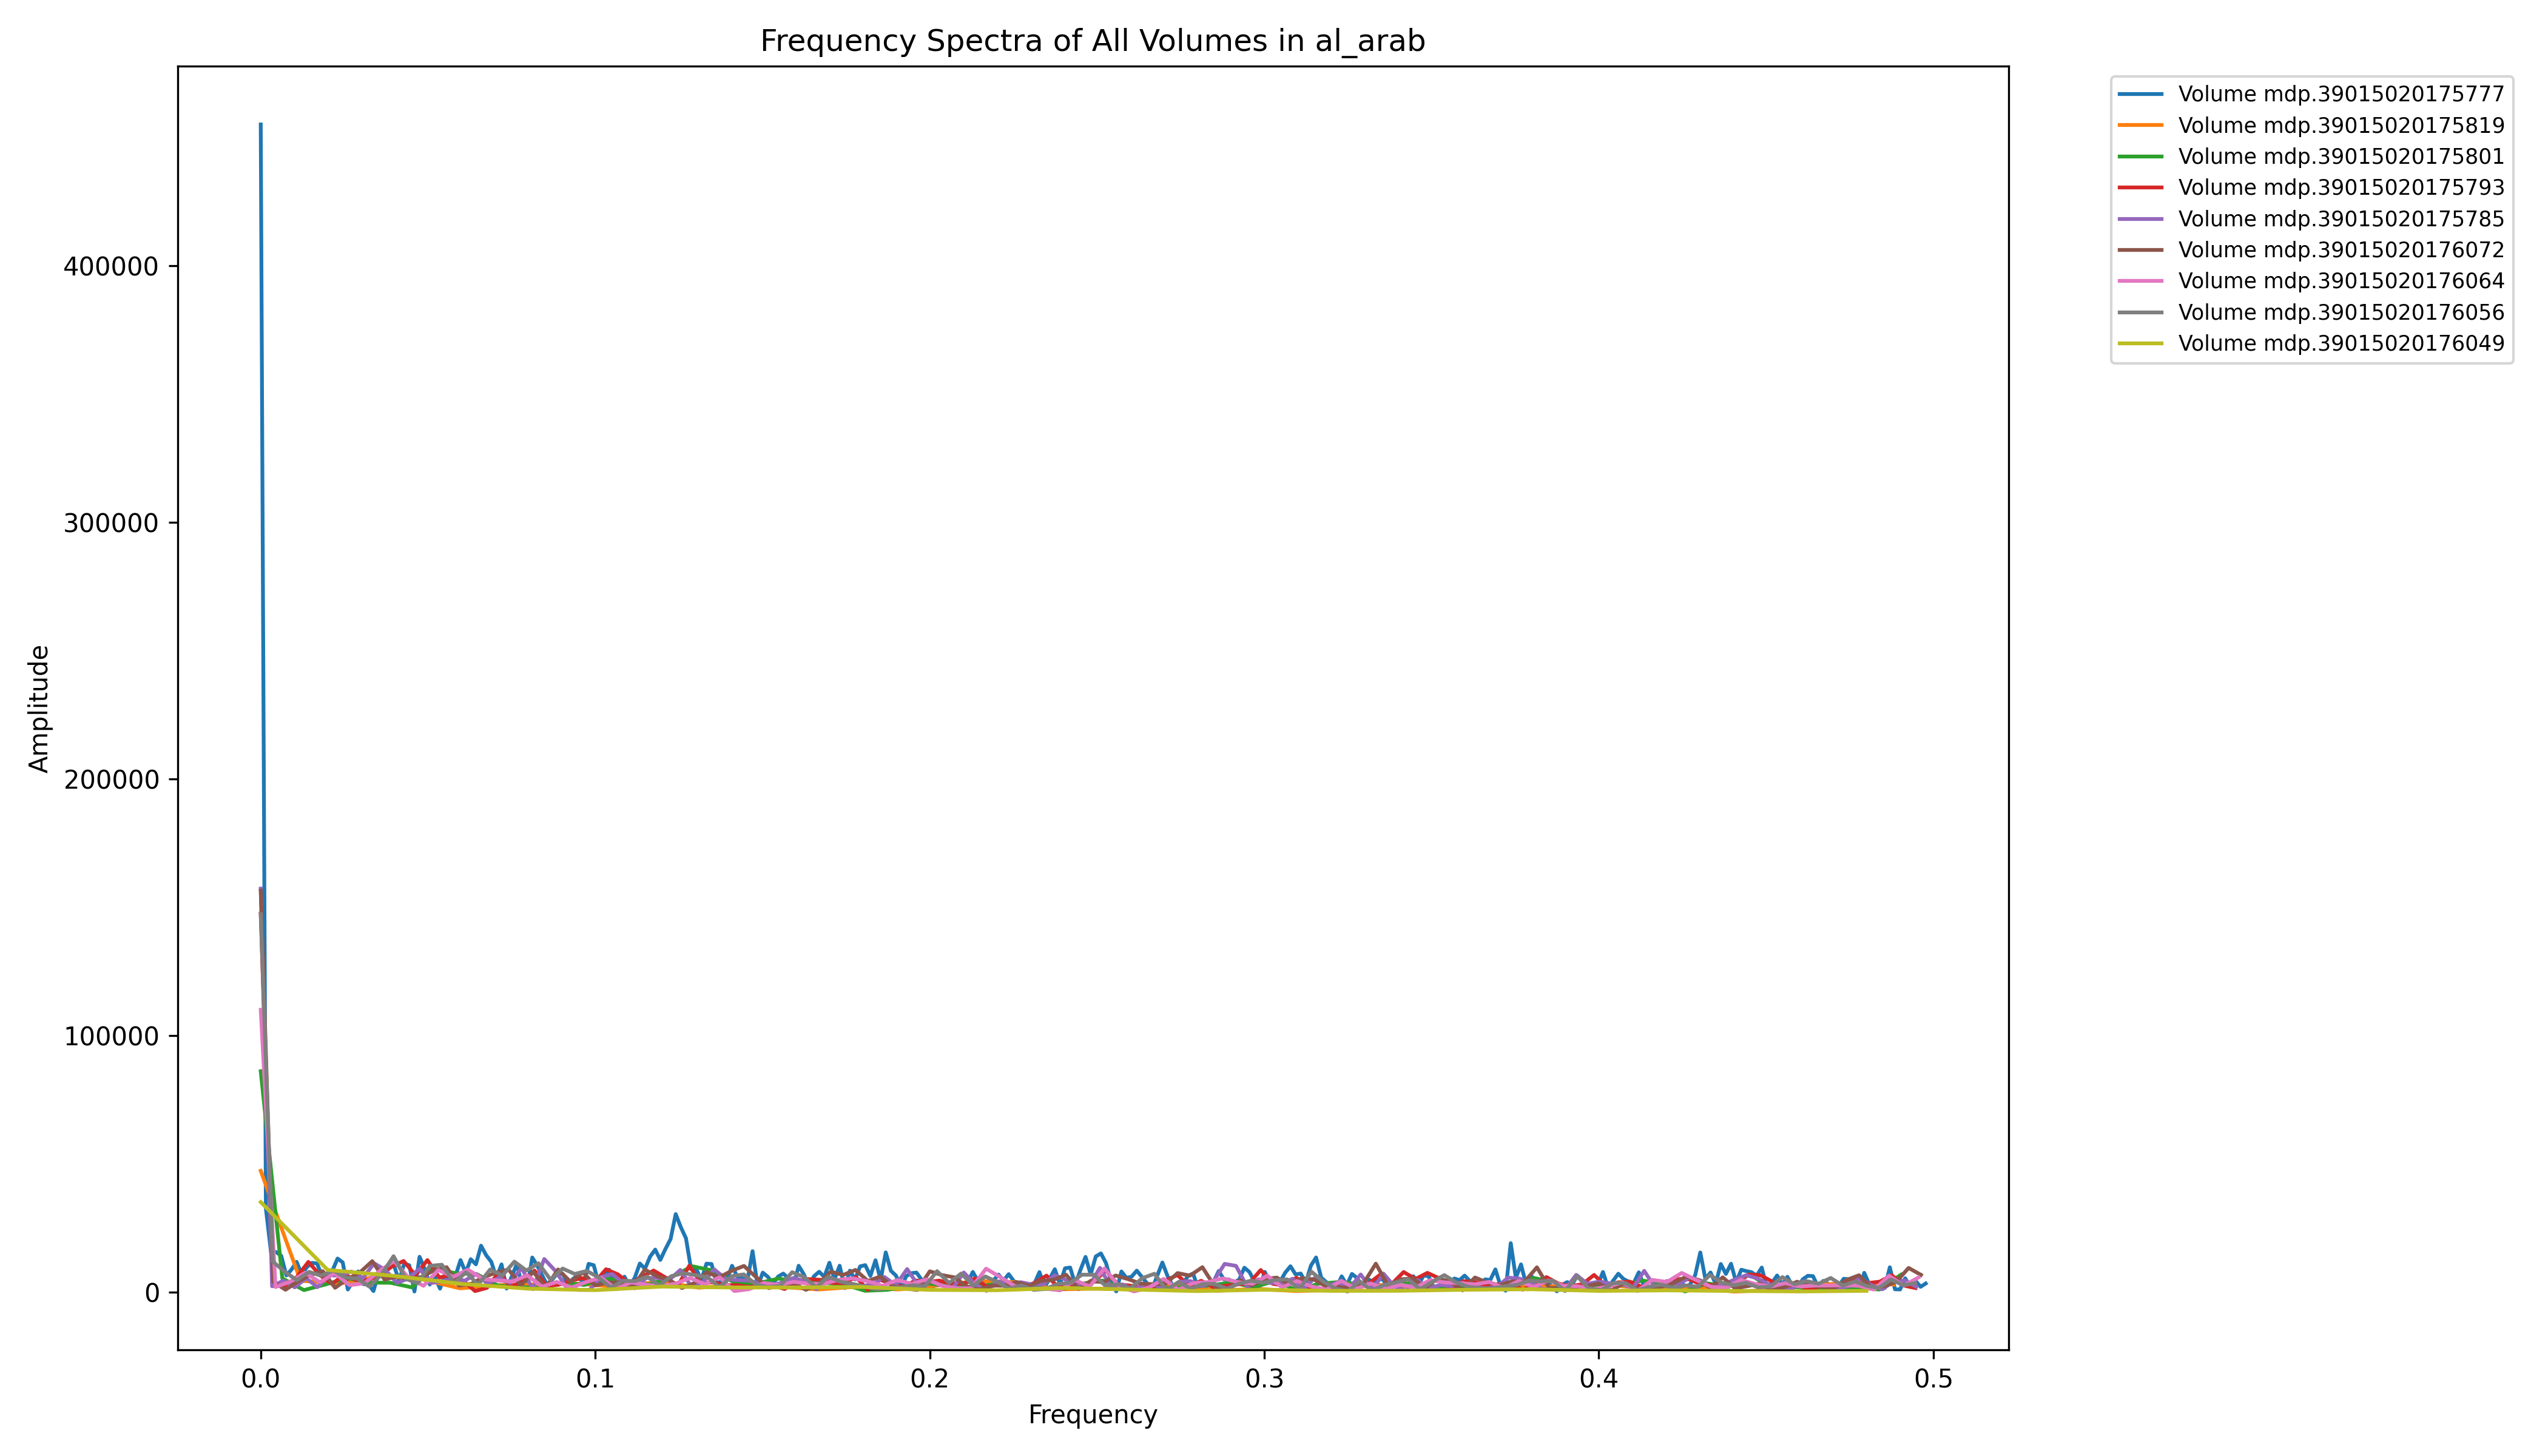 Frequency Spectra of All Volumes in al_arab
Volume mdp.39015020175777
Volume mdp.39015020175819
Volume mdp.39015020175801
Volume mdp.39015020175793
Volume mdp.39015020175785
Volume mdp.39015020176072
Volume mdp.39015020176064
Volume mdp.39015020176056
Volume mdp.39015020176049
Amplitude
400000
300000
200000
100000
0
0.0 0.1 0.2 0.3 0.4 0.5
Frequency